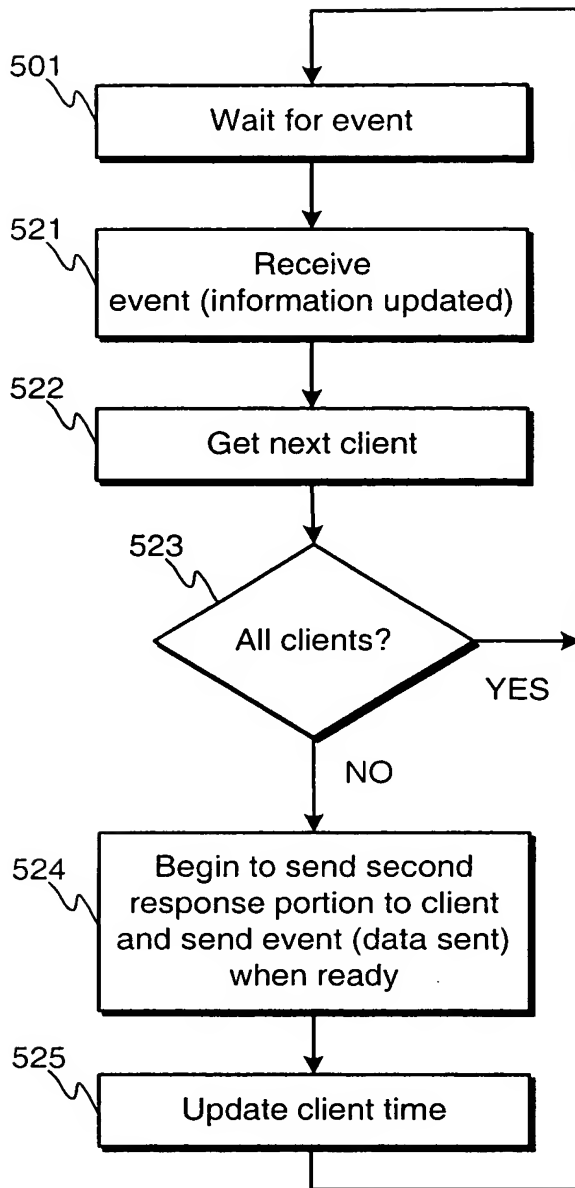 501
Wait for event
521
Receive
event (information updated)
522
Get next client
523
All clients?
YES
NO
524
Begin to send second
response portion to client
and send event (data sent)
when ready
525
Update client time